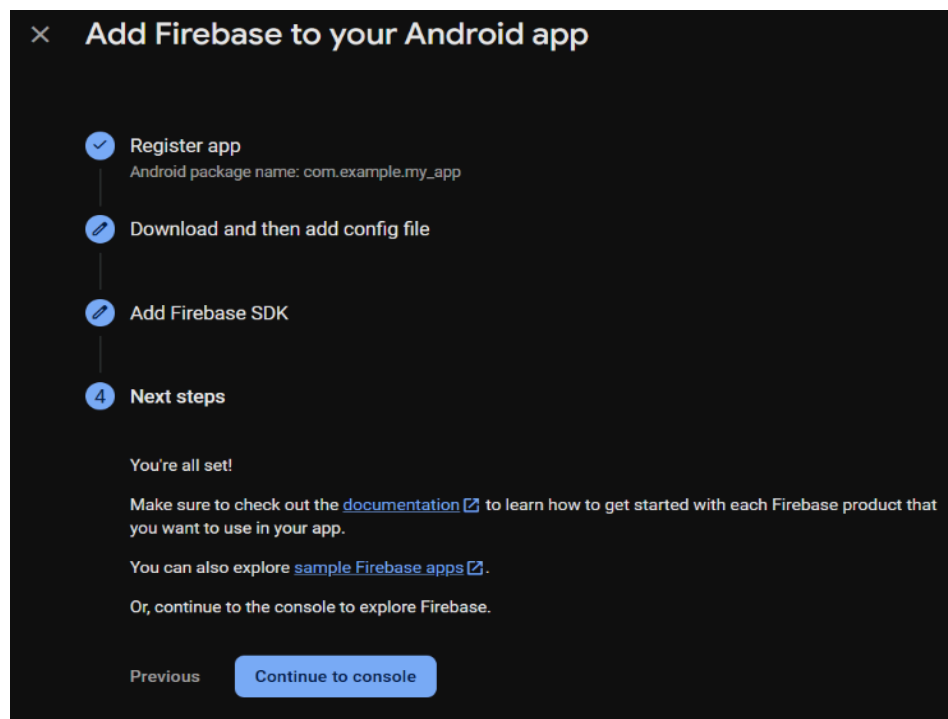 Add Firebase to your Android app
Register app
Android package name: com.example.my_app
Download and then add config file
Add Firebase SDK
4 Next steps
You're all set!
Make sure to check out the documentation to learn how to get started with each Firebase product that
you want to use in your app.
You can also explore sample Firebase apps.
Or, continue to the console to explore Firebase.
Previous Continue to console